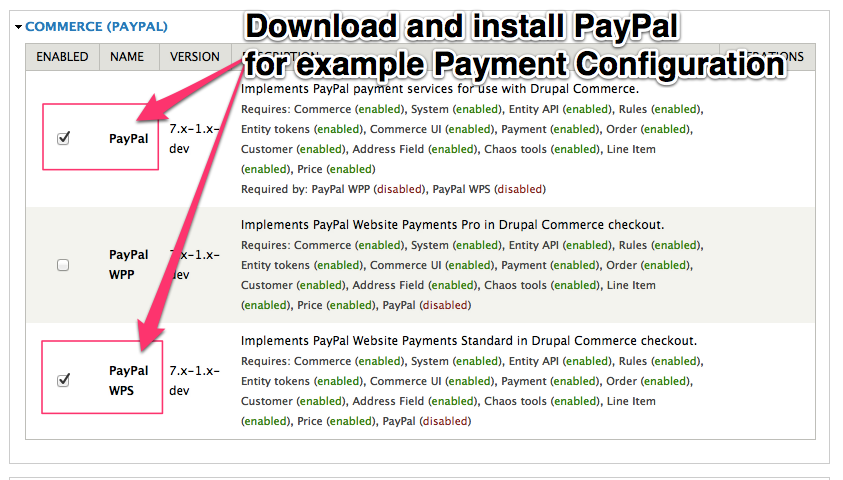 Download and install PayPal
for example Payment Configuration
COMMERCE (PAYPAL)
ENABLED NAME VERSION DESCRIPTION OPERATIONS
PayPal
7.x-1.x-
dev
Implements PayPal payment services for use with Drupal Commerce.
Requires: Commerce (enabled), System (enabled), Entity API (enabled), Rules (enabled),
Entity tokens (enabled), Commerce UI (enabled), Payment (enabled), Order (enabled),
Customer (enabled), Address Field (enabled), Chaos tools (enabled), Line Item
(enabled), Price (enabled)
Required by: PayPal WPP (disabled), PayPal WPS (disabled)
PayPal
WPP
7.x-1.x-
dev
Implements PayPal Website Payments Pro in Drupal Commerce checkout.
Requires: Commerce (enabled), System (enabled), Entity API (enabled), Rules (enabled),
Entity tokens (enabled), Commerce UI (enabled), Payment (enabled), Order (enabled),
Customer (enabled), Address Field (enabled), Chaos tools (enabled), Line Item
(enabled), Price (enabled), PayPal (disabled)
PayPal
WPS
7.x-1.x-
dev
Implements PayPal Website Payments Standard in Drupal Commerce checkout.
Requires: Commerce (enabled), System (enabled), Entity API (enabled), Rules (enabled),
Entity tokens (enabled), Commerce UI (enabled), Payment (enabled), Order (enabled),
Customer (enabled), Address Field (enabled), Chaos tools (enabled), Line Item
(enabled), Price (enabled), PayPal (disabled)